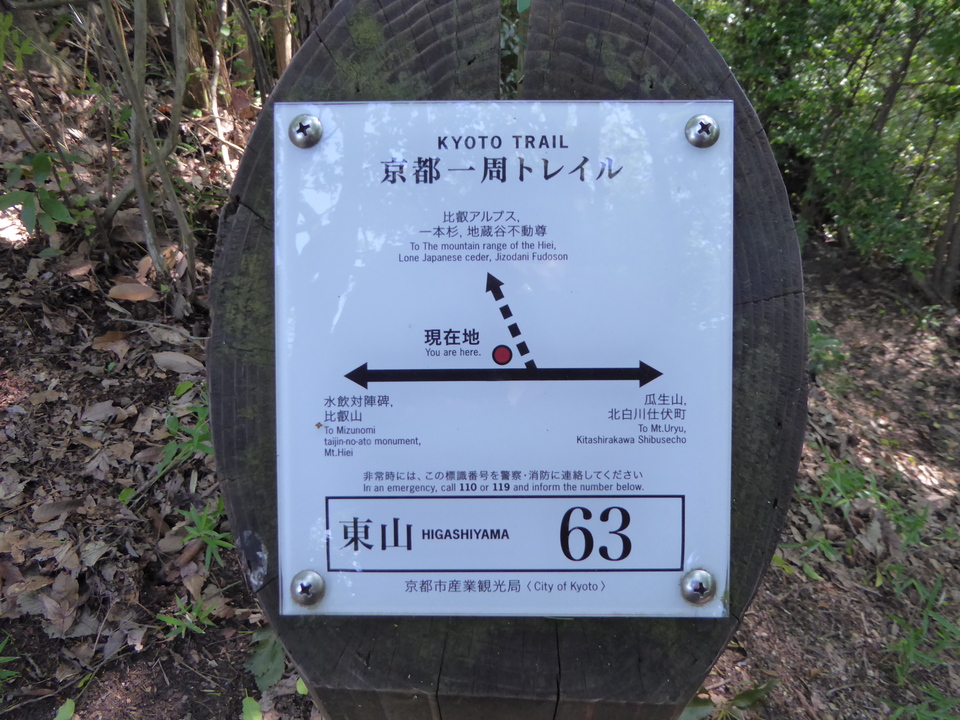 KYOTO TRAIL
京都一周トレイル
比叡アルプス,
一本杉, 地蔵谷不動尊
To The mountain range of the Hiei,
Lone Japanese ceder, Jizodani Fudoson
現在地
You are here.
水飲対陣碑,
比叡山
To Mizunomi
taijin-no-ato monument,
Mt.Hiei
瓜生山,
北白川仕伏町
To Mt.Uryu,
Kitashirakawa Shibusecho
非常時には、この標識番号を警察・消防に連絡してください
In an emergency, call 110 or 119 and inform the number below.
東山 HIGASHIYAMA 63
京都市産業観光局〈City of Kyoto〉